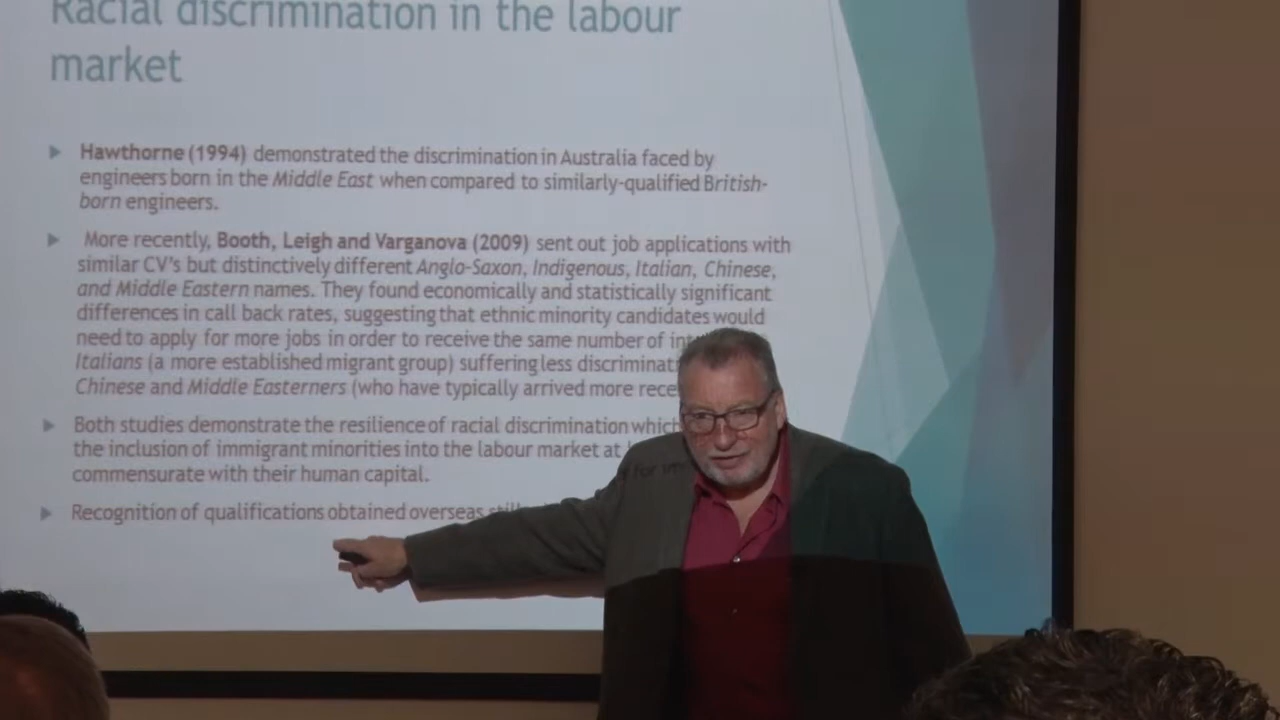 Racial discrimination in the labour
market
Hawthorne (1994) demonstrated the discrimination in Australia faced by
engineers born in the Middle East when compared to similarly-qualified British-
born engineers.
More recently, Booth, Leigh and Varganova (2009) sent out job applications with
similar CV's but distinctively different Anglo-Saxon, Indigenous, Italian, Chinese,
and Middle Eastern names. They found economically and statistically significant
differences in call back rates, suggesting that ethnic minority candidates would
need to apply for more jobs in order to receive the same number of
Italians (a more established migrant group) suffering less
Chinese and Middle Easterners (who have typically arrived more
Both studies demonstrate the resilience of racial discrimination which
the inclusion of immigrant minorities into the labour market at
commensurate with their human capital.
Recognition of qualifications obtained overseas still for